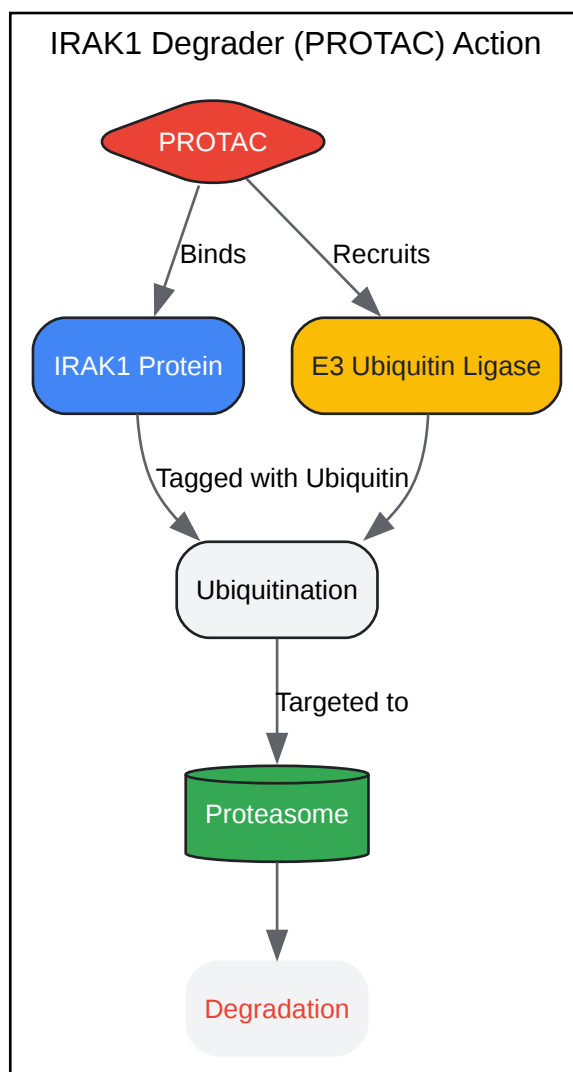 IRAK1 Degrader (PROTAC) Action
PROTAC
Binds
Recruits
IRAK1 Protein
E3 Ubiquitin Ligase
Tagged with Ubiquitin
Ubiquitination
Targeted to
Proteasome
Degradation